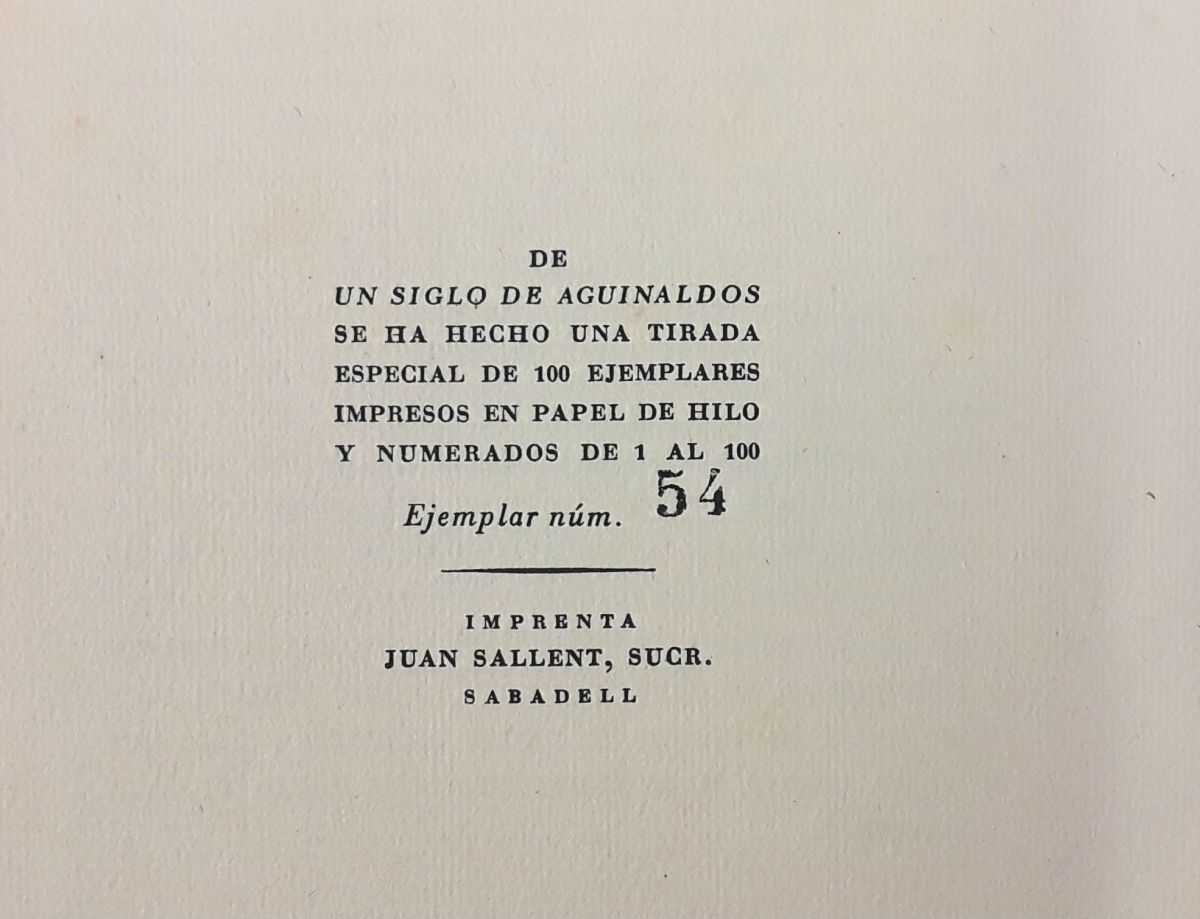 DE
UN SIGLO DE AGUINALDOS
SE HA HECHO UNA TIRADA
ESPECIAL DE 100 EJEMPLARES
IMPRESOS EN PAPEL DE HILO
Y NUMERADOS DE 1 AL 100
Ejemplar núm. 54
IMPRENTA
JUAN SALLENT, SUCR.
SABADELL